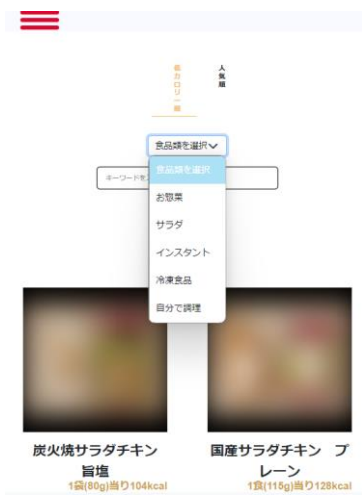 低カロリー順
人気順
食品類を選択
キーワードを
食品類を選択
お惣菜
サラダ
インスタント
冷凍食品
自分で調理
炭火焼サラダチキン
旨塩
1袋(80g)当り104kcal
国産サラダチキン　プ
レーン
1食(115g)当り128kcal